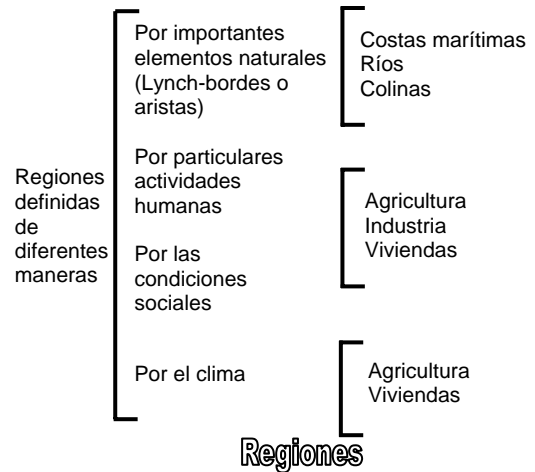 Regiones
definidas
de
diferentes
maneras
Por importantes
elementos naturales
(Lynch-bordes o
aristas)
Costas marítimas
Ríos
Colinas
Por particulares
actividades
humanas
Por las
condiciones
sociales
Agricultura
Industria
Viviendas
Por el clima
Agricultura
Viviendas
Regiones